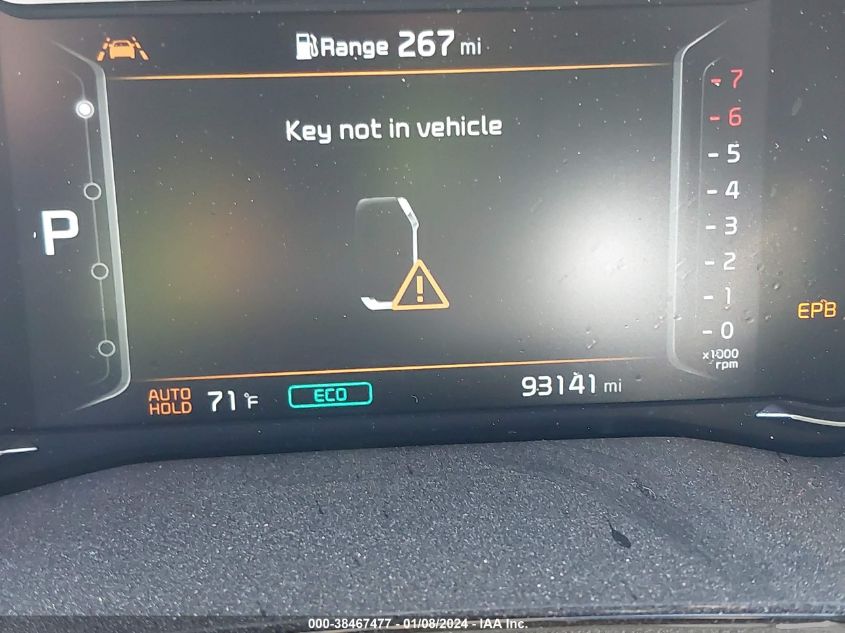 Range 267 mi
Key not in vehicle
P
- 7
- 6
- 5
- 4
- 3
- 2
- 1
- 0
x1000
rpm
EPB
AUTO
HOLD
71°F
ECO
93141 mi
000-38467477 - 01/08/2024 - IAA Inc.